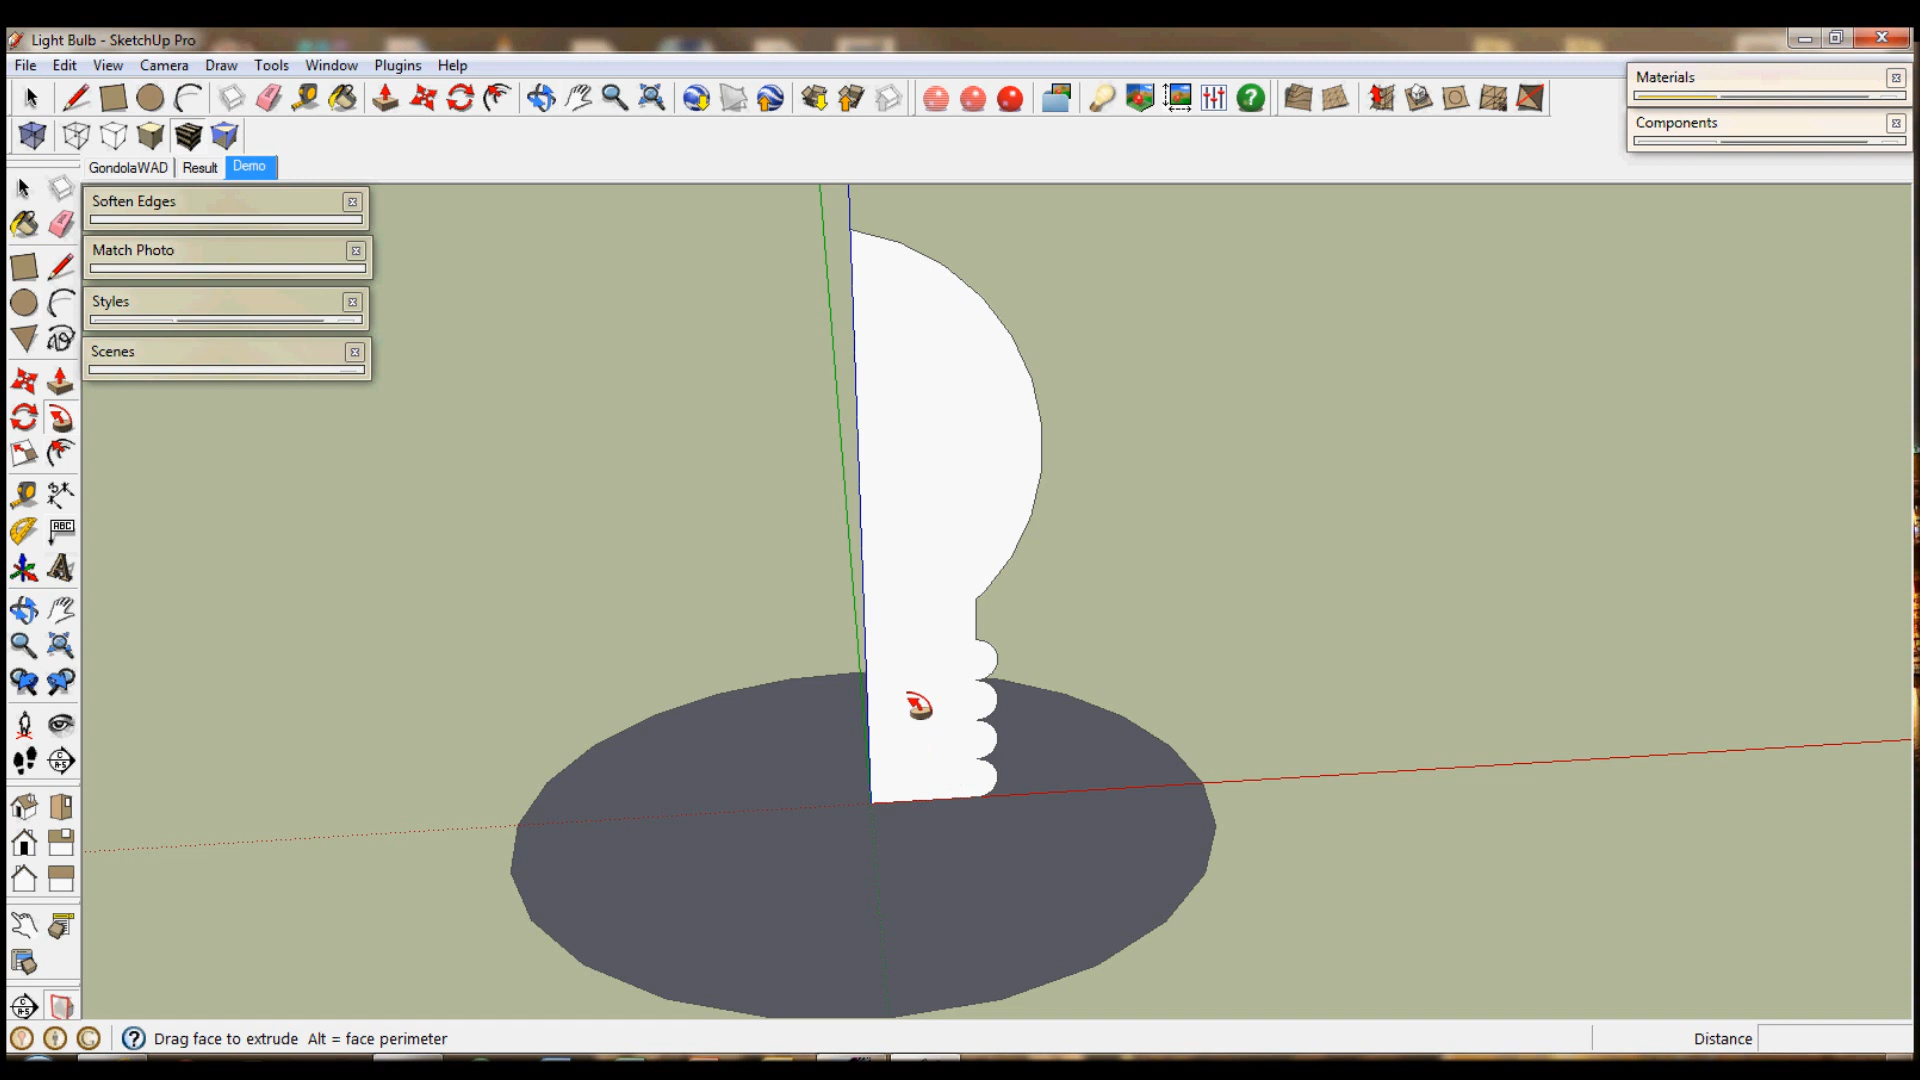 Light Bulb - SketchUp Pro
File Edit View Camera Draw Tools Window Plugins Help
Materials
Components
GondolaWAD Result Demo
Soften Edges
Match Photo
Styles
Scenes
ABC
Drag face to extrude Alt = face perimeter
Distance